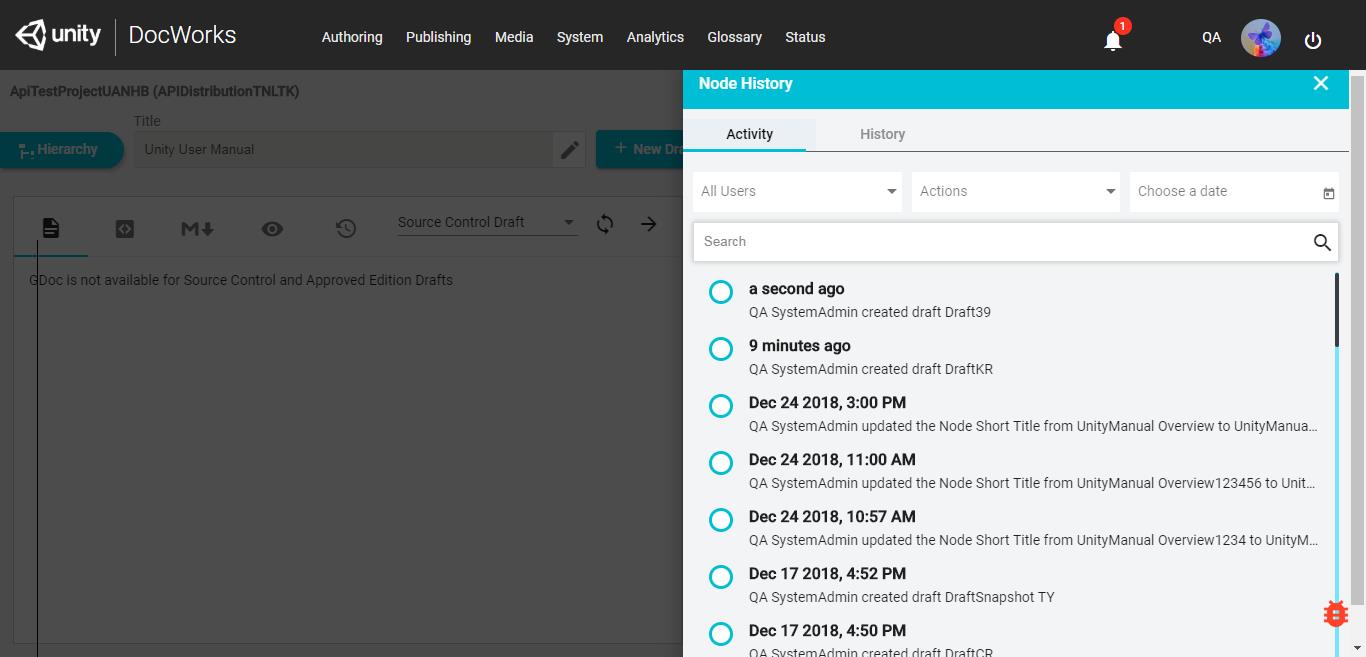 unity DocWorks Authoring Publishing Media System Analytics Glossary Status 1 QA
ApiTestProjectUANHB (APIDistributionTNLTK)
Title
Hierarchy Unity User Manual + New Dra
M Source Control Draft
GDoc is not available for Source Control and Approved Edition Drafts
Node History
Activity History
All Users Actions Choose a date
Search
a second ago
QA SystemAdmin created draft Draft39
9 minutes ago
QA SystemAdmin created draft DraftKR
Dec 24 2018, 3:00 PM
QA SystemAdmin updated the Node Short Title from UnityManual Overview to UnityManua...
Dec 24 2018, 11:00 AM
QA SystemAdmin updated the Node Short Title from UnityManual Overview123456 to Unit...
Dec 24 2018, 10:57 AM
QA SystemAdmin updated the Node Short Title from UnityManual Overview1234 to UnityM...
Dec 17 2018, 4:52 PM
QA SystemAdmin created draft DraftSnapshot TY
Dec 17 2018, 4:50 PM
QA SystemAdmin created draft DraftCR